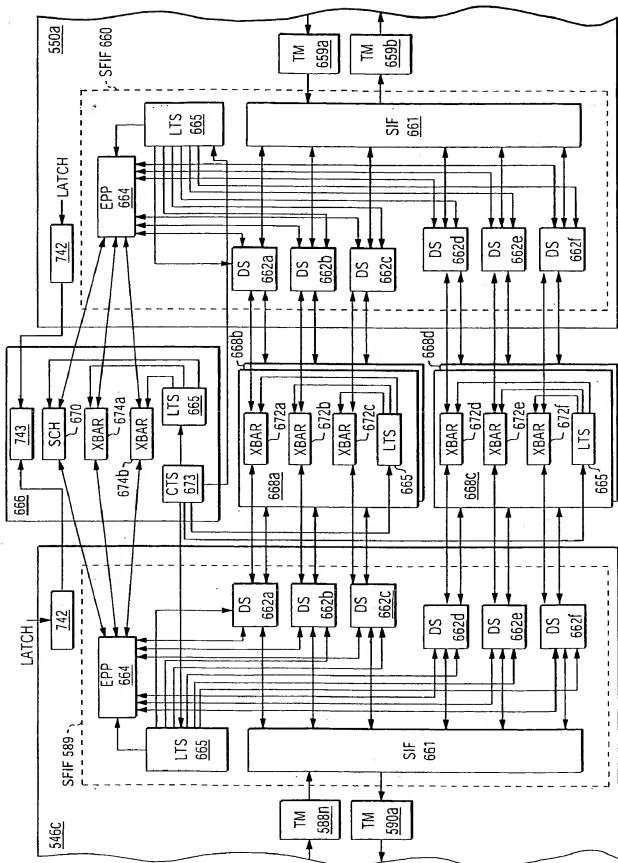 550a
SFIF 660
TM
659a
TM
659b
LTS
665
EPP
664
SIF
661
LATCH
742
DS
662a
DS
662b
DS
662c
DS
662d
DS
662e
DS
662f
668b
668d
743
SCH
670
XBAR
674a
XBAR
674b
LTS
665
CTS
673
666
XBAR
672a
XBAR
672b
XBAR
672c
LTS
665
668a
XBAR
672d
XBAR
672e
XBAR
672f
LTS
665
668c
LATCH
742
EPP
664
DS
662a
DS
662b
DS
662c
DS
662d
DS
662e
DS
662f
LTS
665
SIF
661
SFIF 589
TM
588n
TM
590a
546c